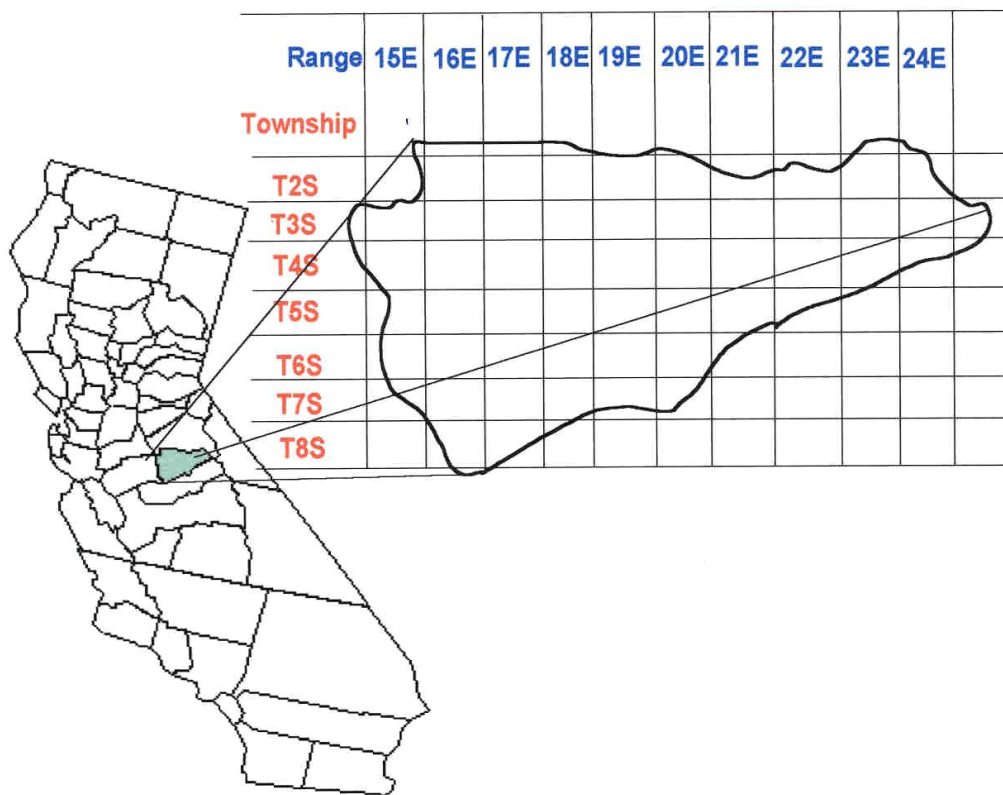 Range 15E 16E 17E 18E 19E 20E 21E 22E 23E 24E
Township
T2S
T3S
T4S
T5S
T6S
T7S
T8S